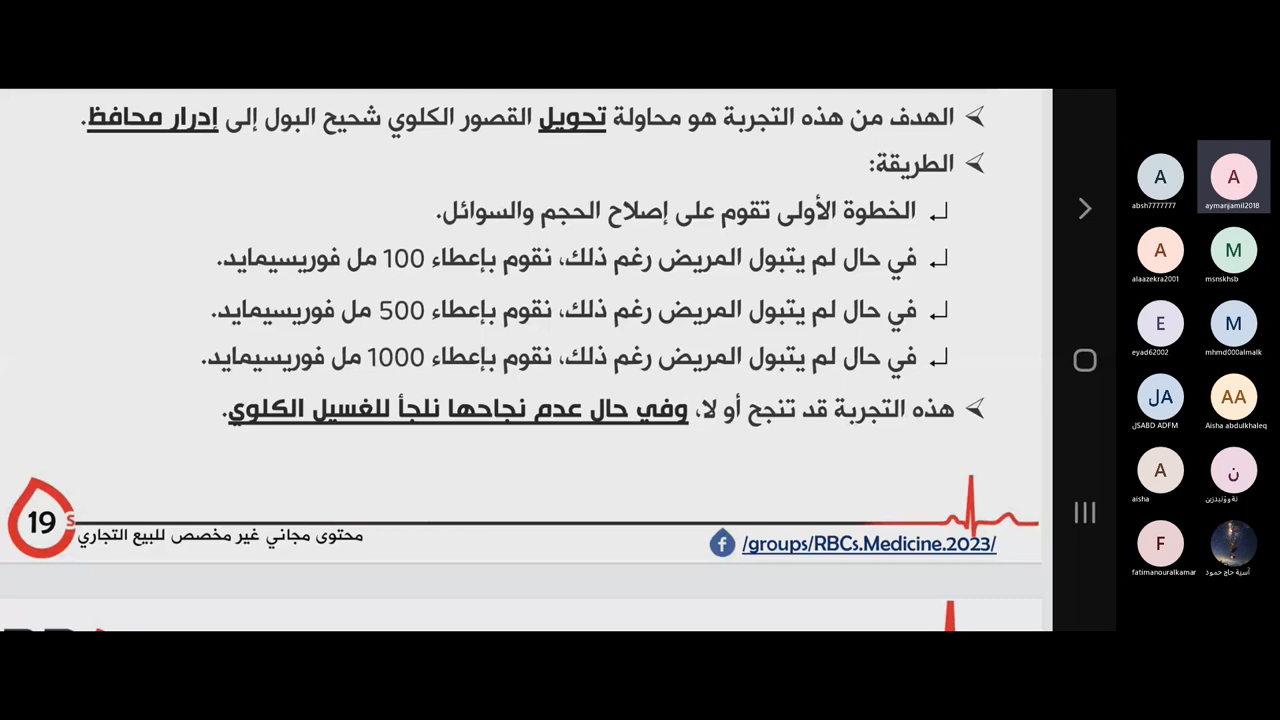 الهدف من هذه التجربة هو محاولة تحويل القصور الكلوي شحيح البول إلى إدرار محافظ.
الطريقة:
الخطوة الأولى تقوم على إصلاح الحجم والسوائل.
في حال لم يتبول المريض رغم ذلك، نقوم بإعطاء 100 مل فوريسيمايد.
في حال لم يتبول المريض رغم ذلك، نقوم بإعطاء 500 مل فوريسيمايد.
في حال لم يتبول المريض رغم ذلك، نقوم بإعطاء 1000 مل فوريسيمايد.
هذه التجربة قد تنجح أو لا، وفي حال عدم نجاحها نلجأ للغسيل الكلوي.
19
محتوى مجاني غير مخصص للبيع التجاري
/groups/RBCs.Medicine.2023/
A
absh7777777
A
aymanjamil2018
A
alaazekra2001
M
msnskhsb
E
eyad62002
M
mhmd000almalk
JA
JSABD ADFM
AA
Aisha abdulkhaleq
A
aisha
ن
F
fatimanouralkamar
آسية حاج حمود